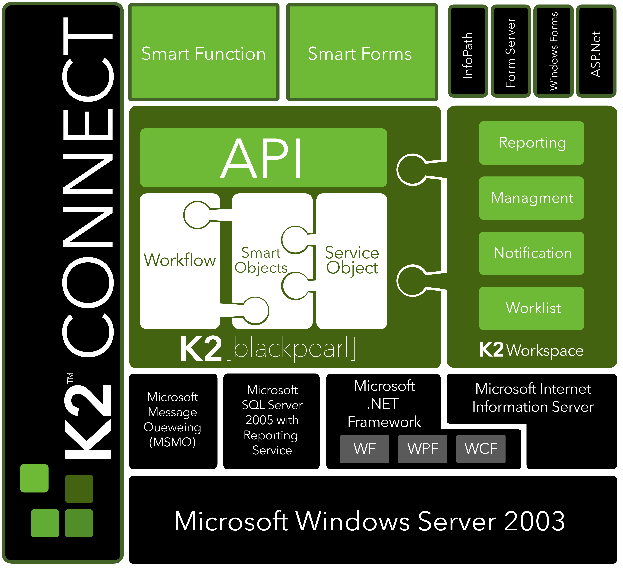 K2™ CONNECT
Smart Function
Smart Forms
InfoPath
Form Server
Windows Forms
ASP.Net
API
Workflow
Smart
Objects
Service
Object
K2 [blackpearl]
Reporting
Managment
Notification
Worklist
K2 Workspace
Microsoft
Message
Queweing
(MSMO)
Microsoft
SQL Server
2005 with
Reporting
Service
Microsoft
.NET
Framework
WF
WPF
WCF
Microsoft Internet
Information Server
Microsoft Windows Server 2003